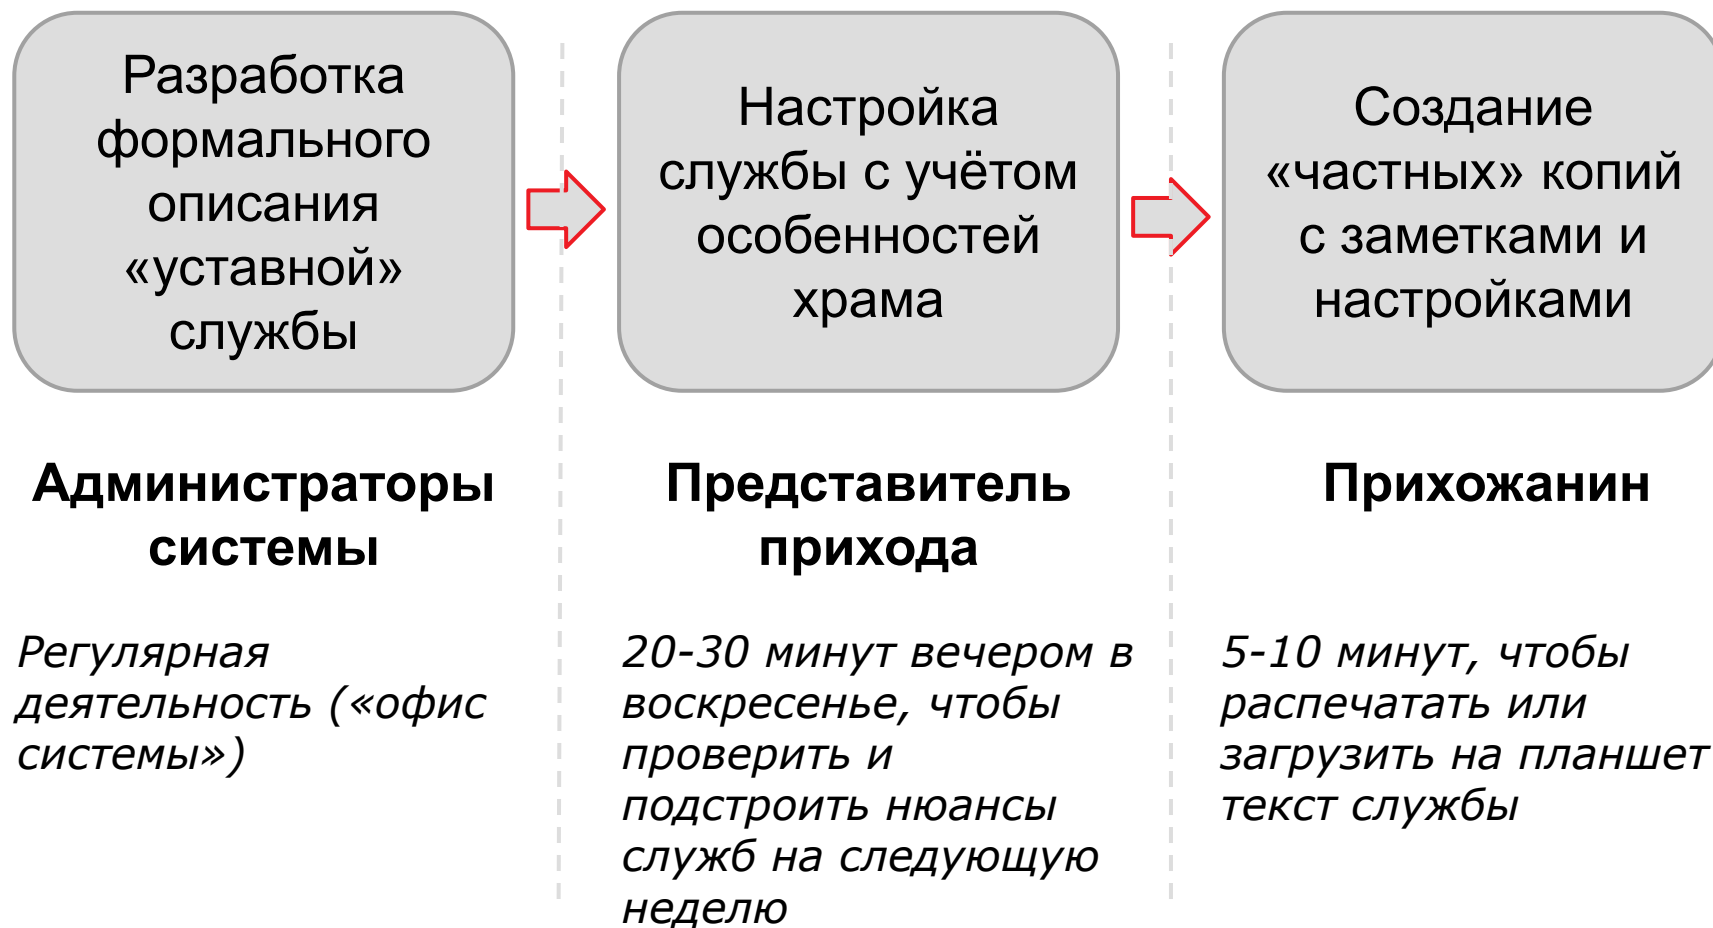 Разработка
формального
описания
«уставной»
службы
Настройка
службы с учётом
особенностей
храма
Создание
«частных» копий
с заметками и
настройками
Администраторы
системы
Представитель
прихода
Прихожанин
Регулярная
деятельность («офис
системы»)
20-30 минут вечером в
воскресенье, чтобы
проверить и
подстроить нюансы
служб на следующую
неделю
5-10 минут, чтобы
распечатать или
загрузить на планшет
текст службы